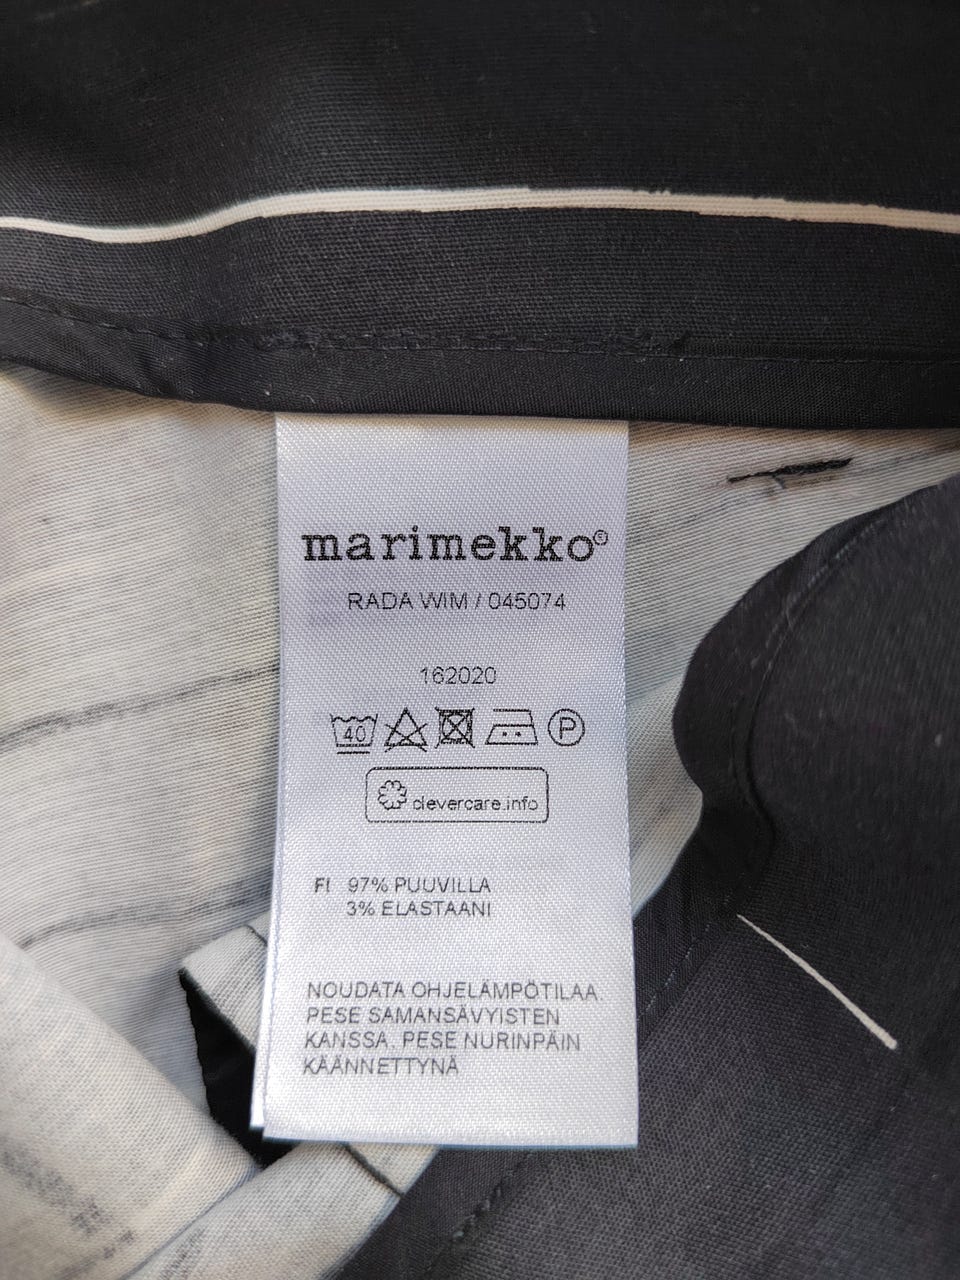 marimekko©
RADA WIM / 045074
162020
40 P
clevercare.info
FI 97% PUUVILLA
3% ELASTAANI
NOUDATA OHJELÄMPÖTILAA.
PESE SAMANSÄVYISTEN
KANSSA. PESE NURINPÄIN
KÄÄNNETTYNÄ